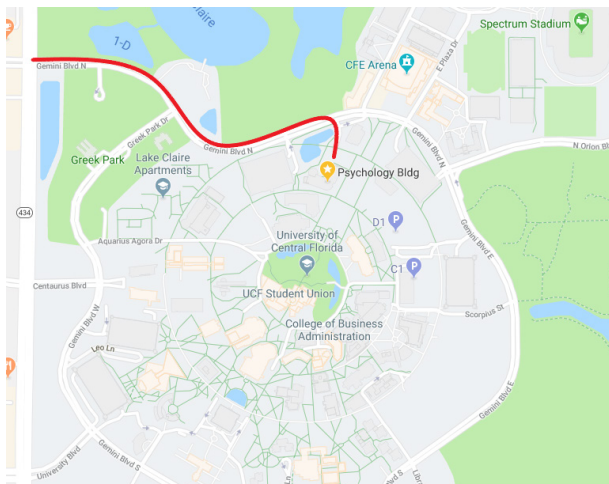 Spectrum Stadium
1-D
Claire
Gemini Blvd N
CFE Arena
E Plaza Dr
Greek Park Dr
Gemini Blvd N
Gemini Blvd N
N Orion Bl
Greek Park
Lake Claire
Apartments
Psychology Bldg
434
D1
P
University of
Central Florida
Aquarius Agora Dr
Gemini Blvd E
C1
P
Centaurus Blvd
UCF Student Union
Scorpius St
Gemini Blvd W
College of Business
Administration
Leo Ln
Gemini Blvd E
University Blvd
Gemini Blvd S
Blvd S
Libr